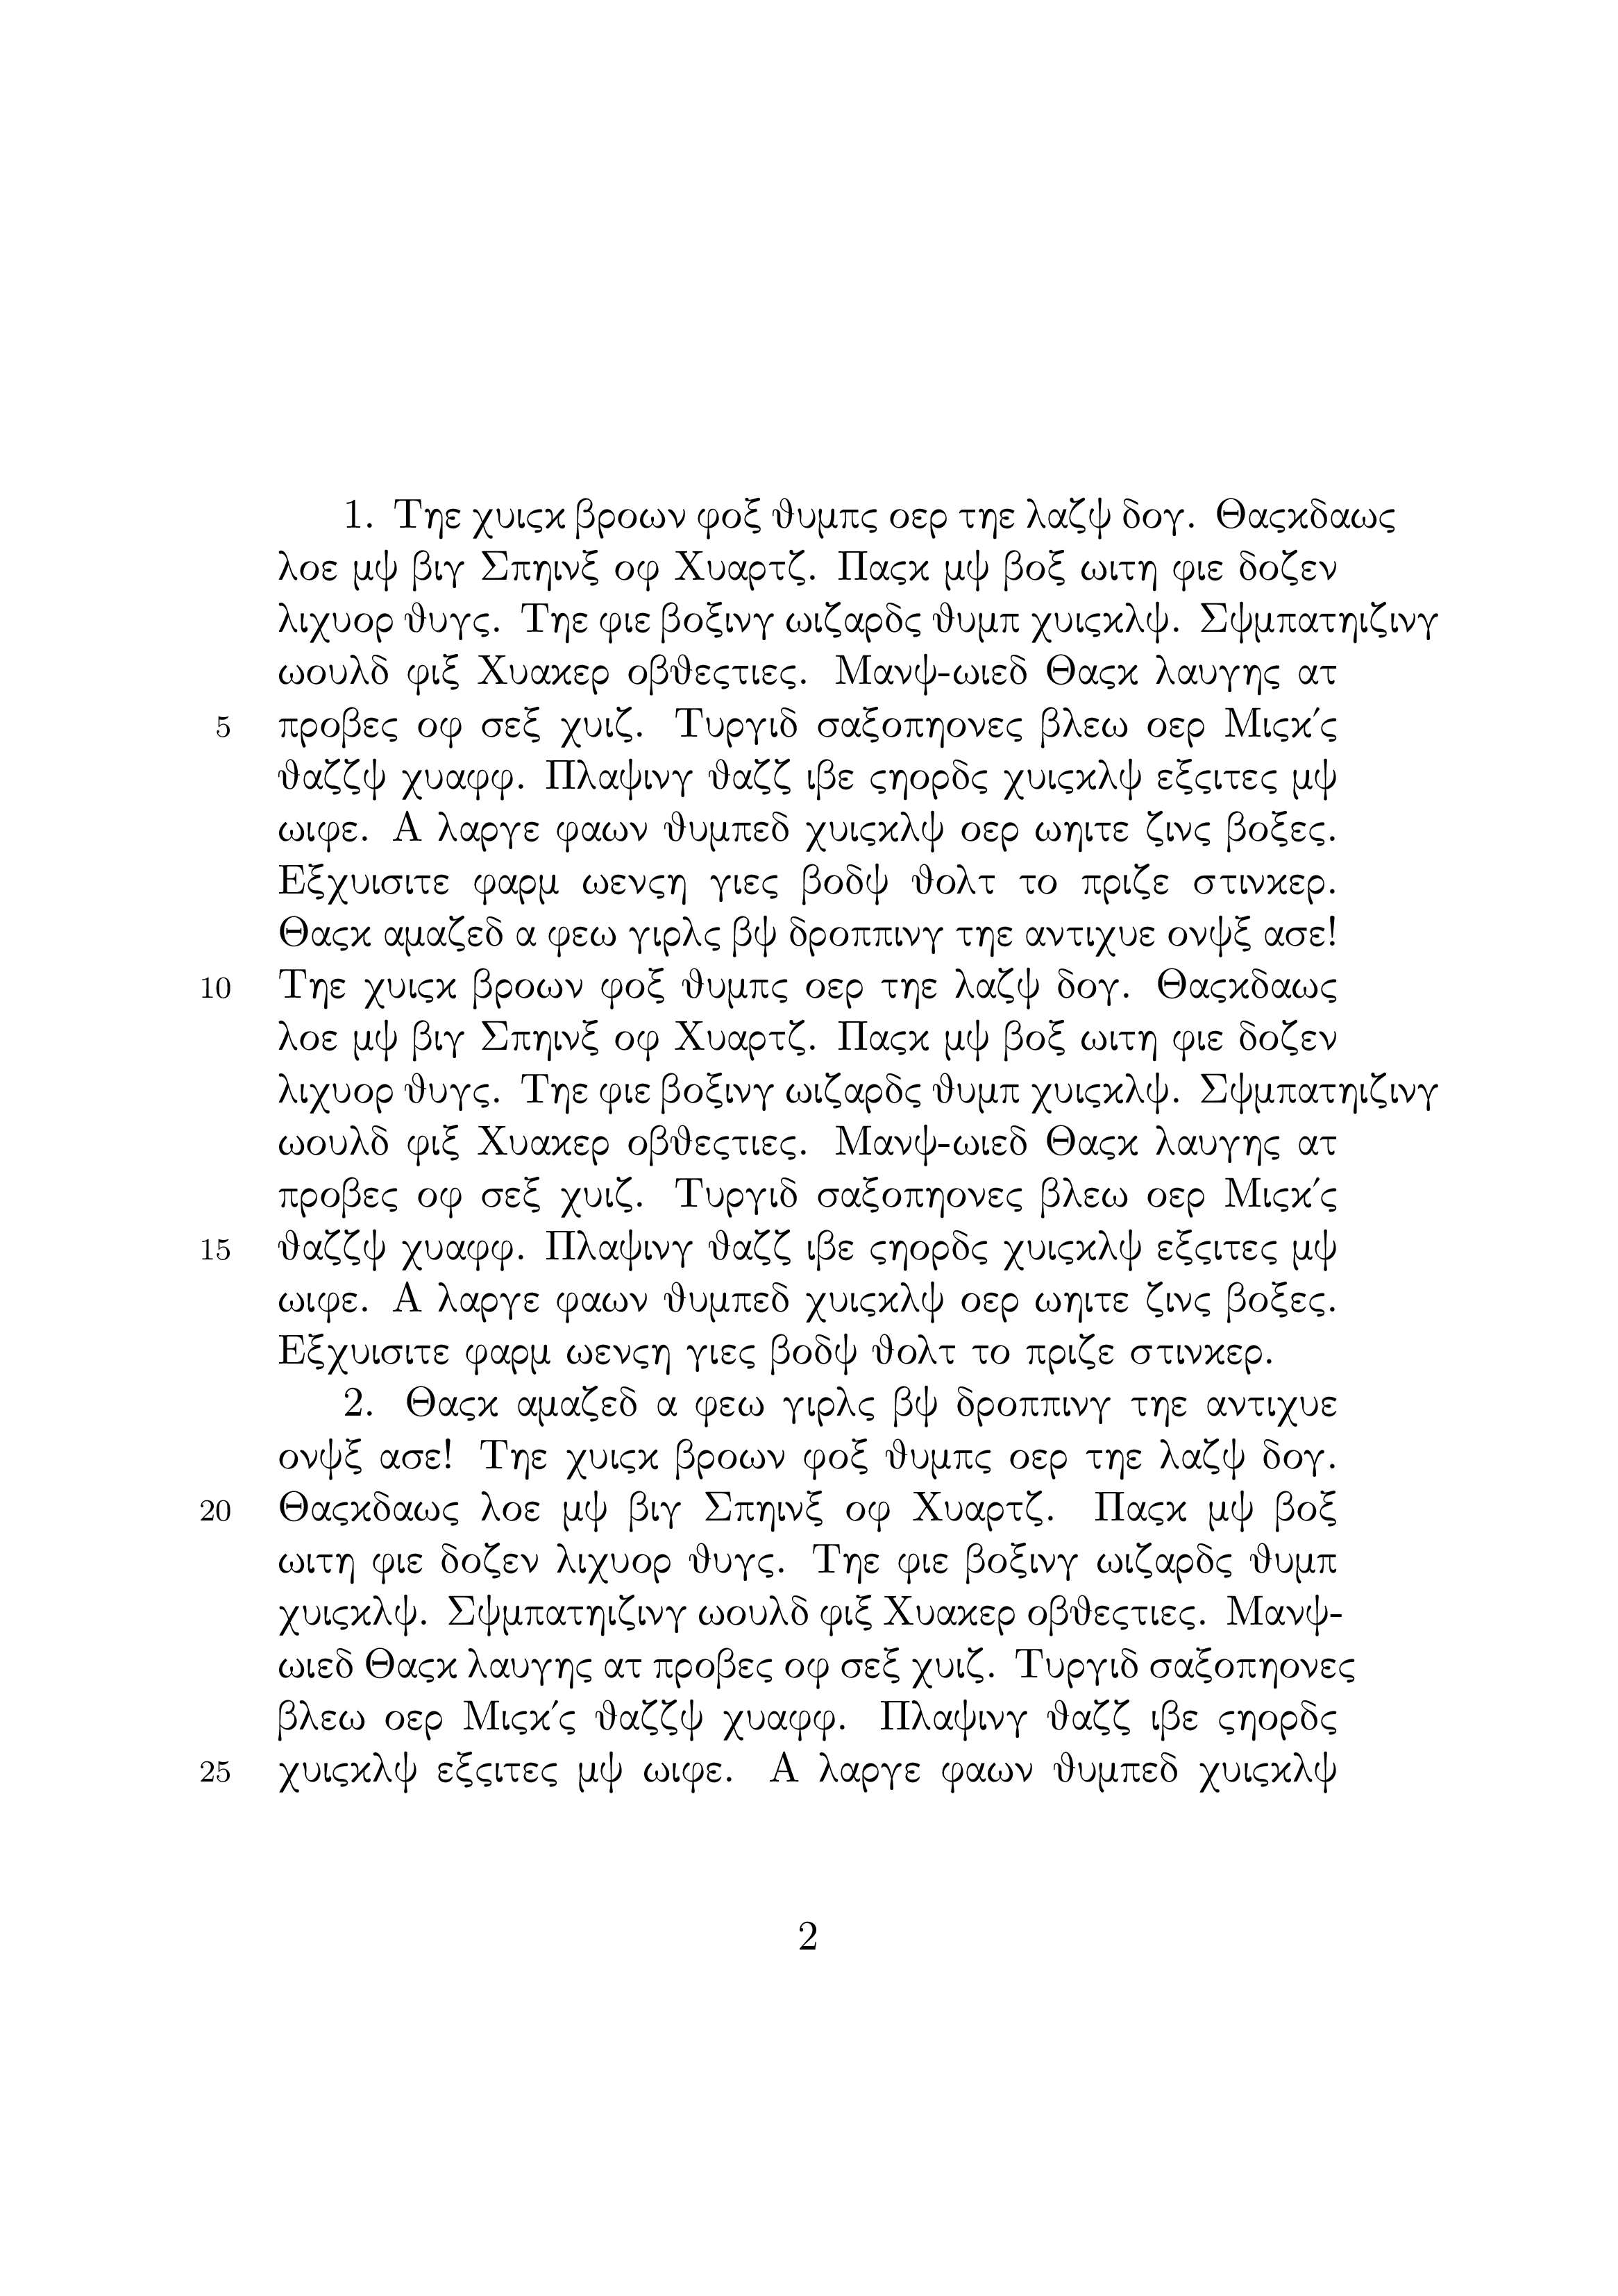 1. Τηε χυιςκ βροων φοξ ϑυμπς οερ τηε λαζψ δογ. Θαςκδαως
λοε μψ βιγ Σπηινξ οφ Χυαρτζ. Παςκ μψ βοξ ωιτη φιε δοζεν
λιχυορ ϑυγς. Τηε φιε βοξινγ ωιζαρδς ϑυμπ χυιςκλψ. Σψμπατηιζινγ
ωουλδ φιξ Χυακερ οβϑεςτιες. Μανψ-ωιεδ Θαςκ λαυγης ατ
5 προβες οφ σεξ χυιζ. Τυργιδ σαξοπηονες βλεω οερ Μιςκ′ς
ϑαζζψ χυαφφ. Πλαψινγ ϑαζζ ιβε ςηορδς χυιςκλψ εξςιτες μψ
ωιφε. Α λαργε φαων ϑυμπεδ χυιςκλψ οερ ωηιτε ζινς βοξες.
Εξχυισιτε φαρμ ωενςη γιες βοδψ ϑολτ το πριζε στινκερ.
Θαςκ αμαζεδ α φεω γιρλς βψ δροππινγ τηε αντιχυε ονψξ ασε!
10 Τηε χυιςκ βροων φοξ ϑυμπς οερ τηε λαζψ δογ. Θαςκδαως
λοε μψ βιγ Σπηινξ οφ Χυαρτζ. Παςκ μψ βοξ ωιτη φιε δοζεν
λιχυορ ϑυγς. Τηε φιε βοξινγ ωιζαρδς ϑυμπ χυιςκλψ. Σψμπατηιζινγ
ωουλδ φιξ Χυακερ οβϑεςτιες. Μανψ-ωιεδ Θαςκ λαυγης ατ
προβες οφ σεξ χυιζ. Τυργιδ σαξοπηονες βλεω οερ Μιςκ′ς
15 ϑαζζψ χυαφφ. Πλαψινγ ϑαζζ ιβε ςηορδς χυιςκλψ εξςιτες μψ
ωιφε. Α λαργε φαων ϑυμπεδ χυιςκλψ οερ ωηιτε ζινς βοξες.
Εξχυισιτε φαρμ ωενςη γιες βοδψ ϑολτ το πριζε στινκερ.
2. Θαςκ αμαζεδ α φεω γιρλς βψ δροππινγ τηε αντιχυε
ονψξ ασε! Τηε χυιςκ βροων φοξ ϑυμπς οερ τηε λαζψ δογ.
20 Θαςκδαως λοε μψ βιγ Σπηινξ οφ Χυαρτζ. Παςκ μψ βοξ
ωιτη φιε δοζεν λιχυορ ϑυγς. Τηε φιε βοξινγ ωιζαρδς ϑυμπ
χυιςκλψ. Σψμπατηιζινγ ωουλδ φιξ Χυακερ οβϑεςτιες. Μανψ-
ωιεδ Θαςκ λαυγης ατ προβες οφ σεξ χυιζ. Τυργιδ σαξοπηονες
βλεω οερ Μιςκ′ς ϑαζζψ χυαφφ. Πλαψινγ ϑαζζ ιβε ςηορδς
25 χυιςκλψ εξςιτες μψ ωιφε. Α λαργε φαων ϑυμπεδ χυιςκλψ
2